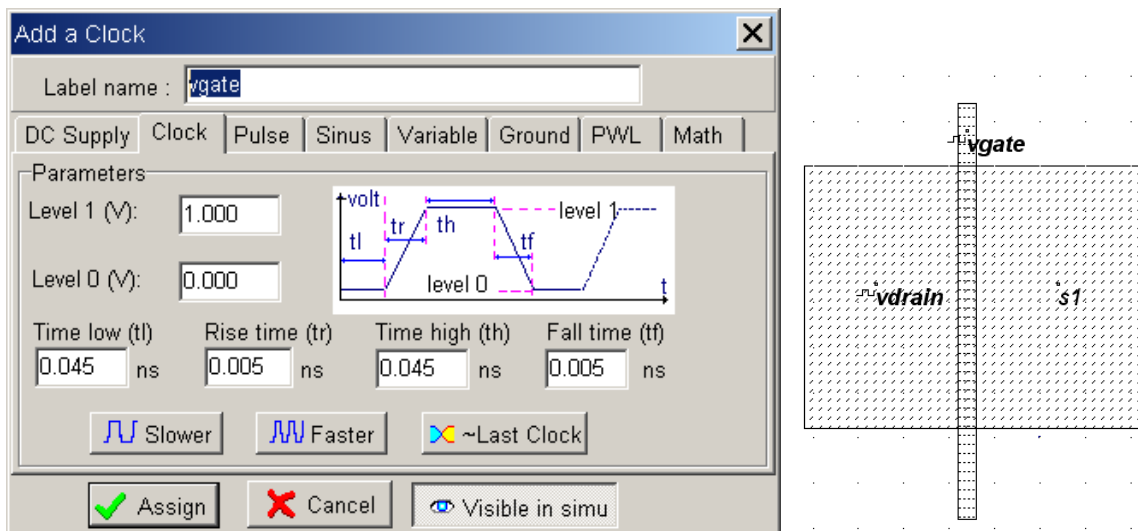 Add a Clock
Label name : vgate
DC Supply Clock Pulse Sinus Variable Ground PWL Math
Parameters
Level 1 (V): 1.000
Level 0 (V): 0.000
volt
tl
tr
th
tf
level 1
level 0
t
Time low (tl) Rise time (tr) Time high (th) Fall time (tf)
0.045 ns 0.005 ns 0.045 ns 0.005 ns
Slower Faster ~Last Clock
Assign Cancel Visible in simu
vgate
vdrain
s1